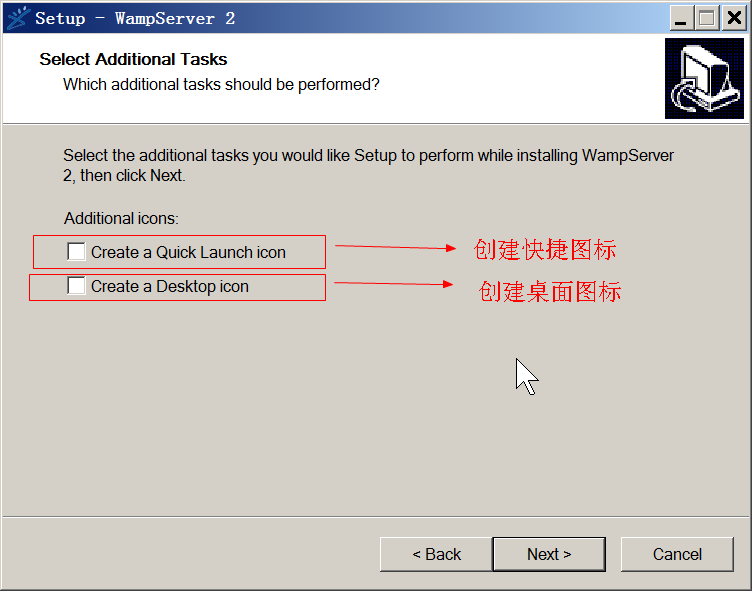 Setup - WampServer 2
Select Additional Tasks
Which additional tasks should be performed?
Select the additional tasks you would like Setup to perform while installing WampServer
2, then click Next.
Additional icons:
Create a Quick Launch icon 创建快捷图标
Create a Desktop icon 创建桌面图标
< Back Next > Cancel